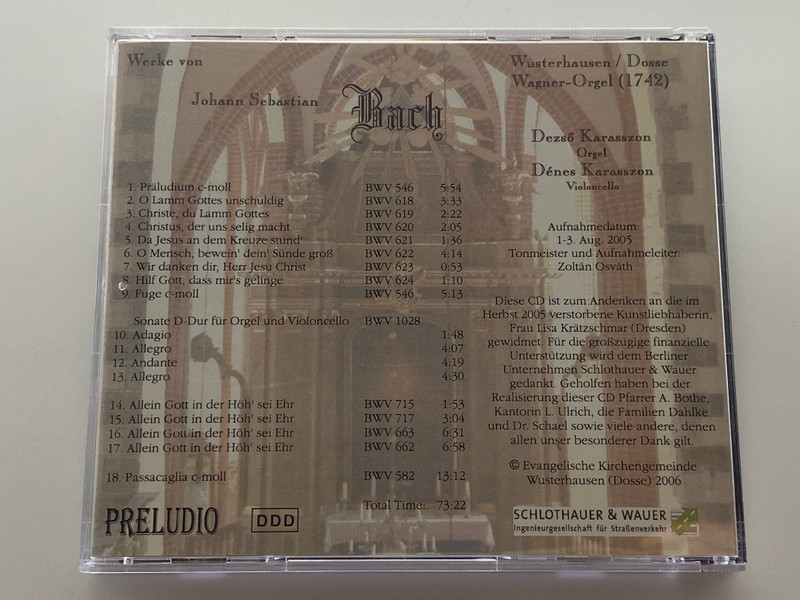 Werke von
Johann Sebastian
Bach
Wusterhausen / Dosse
Wagner-Orgel (1742)
Dezső Karasszon
Orgel
Dénes Karasszon
Violoncello
1. Präludium c-moll BWV 546 5:54
2. O Lamm Gottes unschuldig BWV 618 3:33
3. Christe, du Lamm Gottes BWV 619 2:22
4. Christus, der uns selig macht BWV 620 2:05
5. Da Jesus an dem Kreuze stund' BWV 621 1:36
6. O Mensch, bewein' dein' Sünde groß BWV 622 4:14
7. Wir danken dir, Herr Jesu Christ BWV 623 0:53
8. Hilf Gott, dass mir's gelinge BWV 624 1:10
9. Fuge c-moll BWV 546 5:13
Sonate D-Dur für Orgel und Violoncello BWV 1028
10. Adagio 1:48
11. Allegro 4:07
12. Andante 4:19
13. Allegro 4:30
14. Allein Gott in der Höh' sei Ehr BWV 715 1:53
15. Allein Gott in der Höh' sei Ehr BWV 717 3:04
16. Allein Gott in der Höh' sei Ehr BWV 663 6:31
17. Allein Gott in der Höh' sei Ehr BWV 662 6:58
18. Passacaglia c-moll BWV 582 13:12
Total Time: 73:22
Aufnahmedatum:
1-3. Aug. 2005
Tonmeister und Aufnahmeleiter:
Zoltán Osváth
Diese CD ist zum Andenken an die im
Herbst 2005 verstorbene Kunstliebhaberin,
Frau Lisa Krätzschmar (Dresden)
gewidmet. Für die großzügige finanzielle
Unterstützung wird dem Berliner
Unternehmen Schlothauer & Wauer
gedankt. Geholfen haben bei der
Realisierung dieser CD Pfarrer A. Bothe,
Kantorin L. Ulrich, die Familien Dahlke
und Dr. Schael sowie viele andere, denen
allen unser besonderer Dank gilt.
© Evangelische Kirchengemeinde
Wusterhausen (Dosse) 2006
PRELUDIO
DDD
SCHLOTHAUER & WAUER
Ingenieurgesellschaft für Straßenverkehr